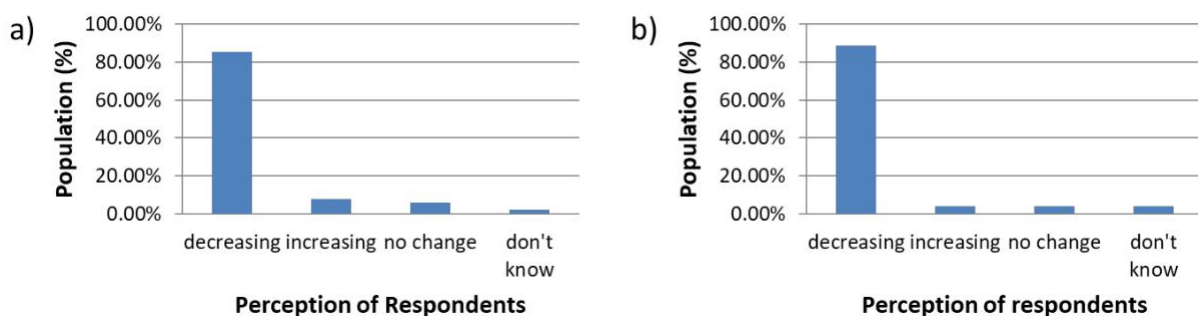 a)
Population (%)
100.00%
80.00%
60.00%
40.00%
20.00%
0.00%
decreasing increasing no change don't
know
Perception of Respondents
b)
Population (%)
100.00%
80.00%
60.00%
40.00%
20.00%
0.00%
decreasing increasing no change don't
know
Perception of respondents